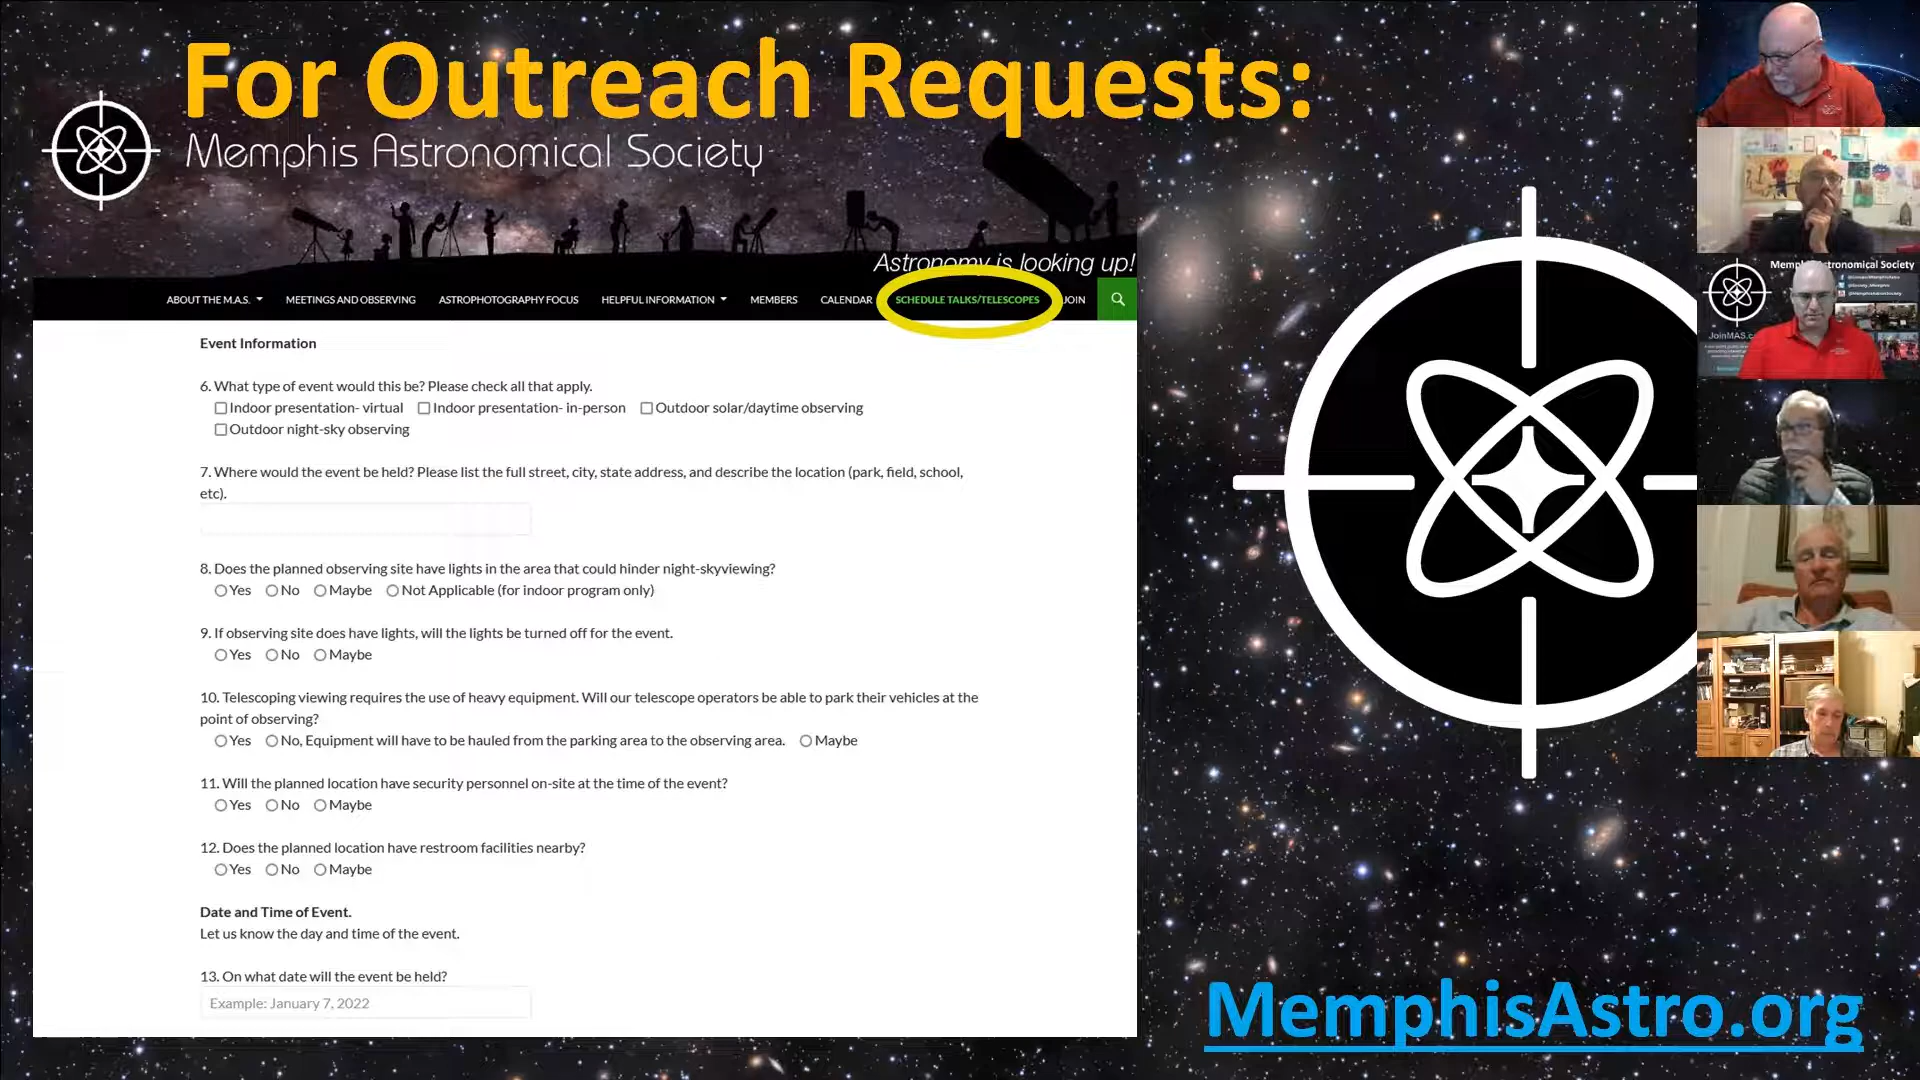 For Outreach Requests:
Memphis Astronomical Society
Astronomy is looking up!
ABOUT THE M.A.S. MEETINGS AND OBSERVING ASTROPHOTOGRAPHY FOCUS HELPFUL INFORMATION MEMBERS CALENDAR SCHEDULE TALKS/TELESCOPES JOIN
Event Information
6. What type of event would this be? Please check all that apply.
Indoor presentation- virtual Indoor presentation- in-person Outdoor solar/daytime observing
Outdoor night-sky observing
7. Where would the event be held? Please list the full street, city, state address, and describe the location (park, field, school,
etc).
8. Does the planned observing site have lights in the area that could hinder night-skyviewing?
Yes No Maybe Not Applicable (for indoor program only)
9. If observing site does have lights, will the lights be turned off for the event.
Yes No Maybe
10. Telescoping viewing requires the use of heavy equipment. Will our telescope operators be able to park their vehicles at the
point of observing?
Yes No, Equipment will have to be hauled from the parking area to the observing area. Maybe
11. Will the planned location have security personnel on-site at the time of the event?
Yes No Maybe
12. Does the planned location have restroom facilities nearby?
Yes No Maybe
Date and Time of Event.
Let us know the day and time of the event.
13. On what date will the event be held?
Example: January 7, 2022
MemphisAstro.org
Astronomical Society